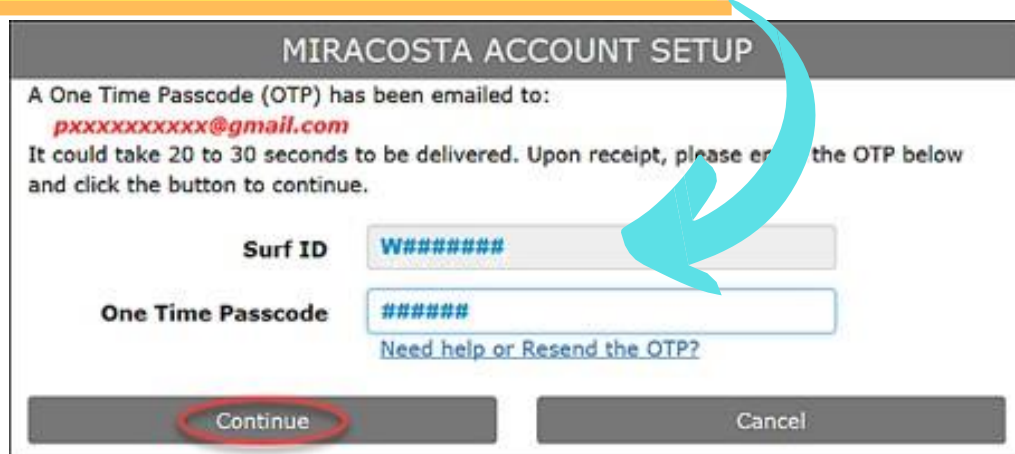 MIRACOSTA ACCOUNT SETUP
A One Time Passcode (OTP) has been emailed to:
pxxxxxxxxxx@gmail.com
It could take 20 to 30 seconds to be delivered. Upon receipt, please the OTP below
and click the button to continue.
Surf ID W#######
One Time Passcode ######
Need help or Resend the OTP?
Continue Cancel